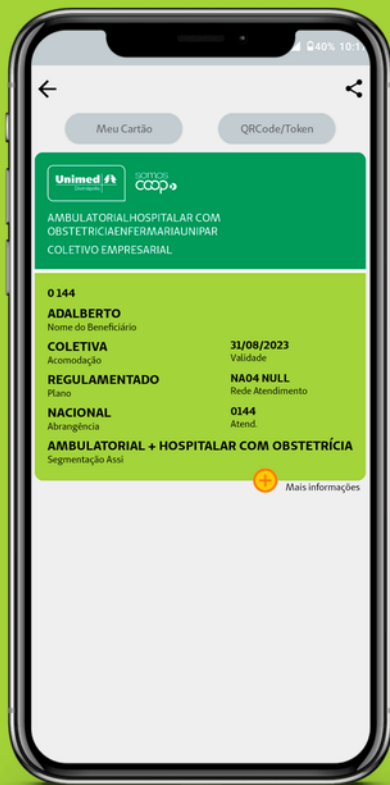 40% 10:1
Meu Cartão
QRCode/Token
Unimed
somos
coop
AMBULATORIALHOSPITALAR COM
OBSTETRICIAENFERMARIAUNIPAR
COLETIVO EMPRESARIAL
0 144
ADALBERTO
Nome do Beneficiário
COLETIVA
Acomodação
31/08/2023
Validade
REGULAMENTADO
Plano
NA04 NULL
Rede Atendimento
NACIONAL
Abrangência
0144
Atend.
AMBULATORIAL + HOSPITALAR COM OBSTETRÍCIA
Segmentação Assi
Mais informações